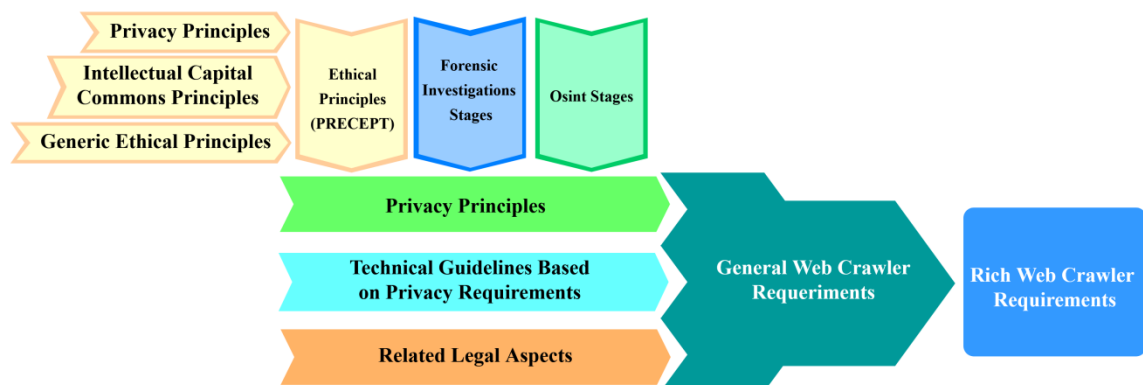 Privacy Principles
Intellectual Capital
Commons Principles
Generic Ethical Principles
Ethical
Principles
(PRECEPT)
Forensic
Investigations
Stages
Osint Stages
Privacy Principles
Technical Guidelines Based
on Privacy Requirements
Related Legal Aspects
General Web Crawler
Requeriments
Rich Web Crawler
Requirements